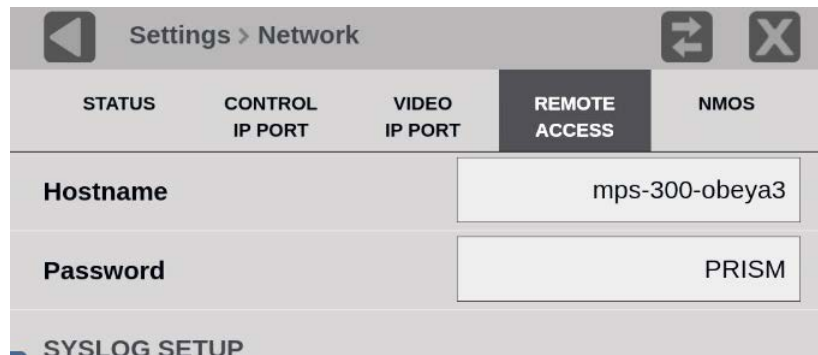 Settings > Network
STATUS
CONTROL IP PORT
VIDEO IP PORT
REMOTE ACCESS
NMOS
Hostname
mps-300-obeya3
Password
PRISM
SYSLOG SETUP